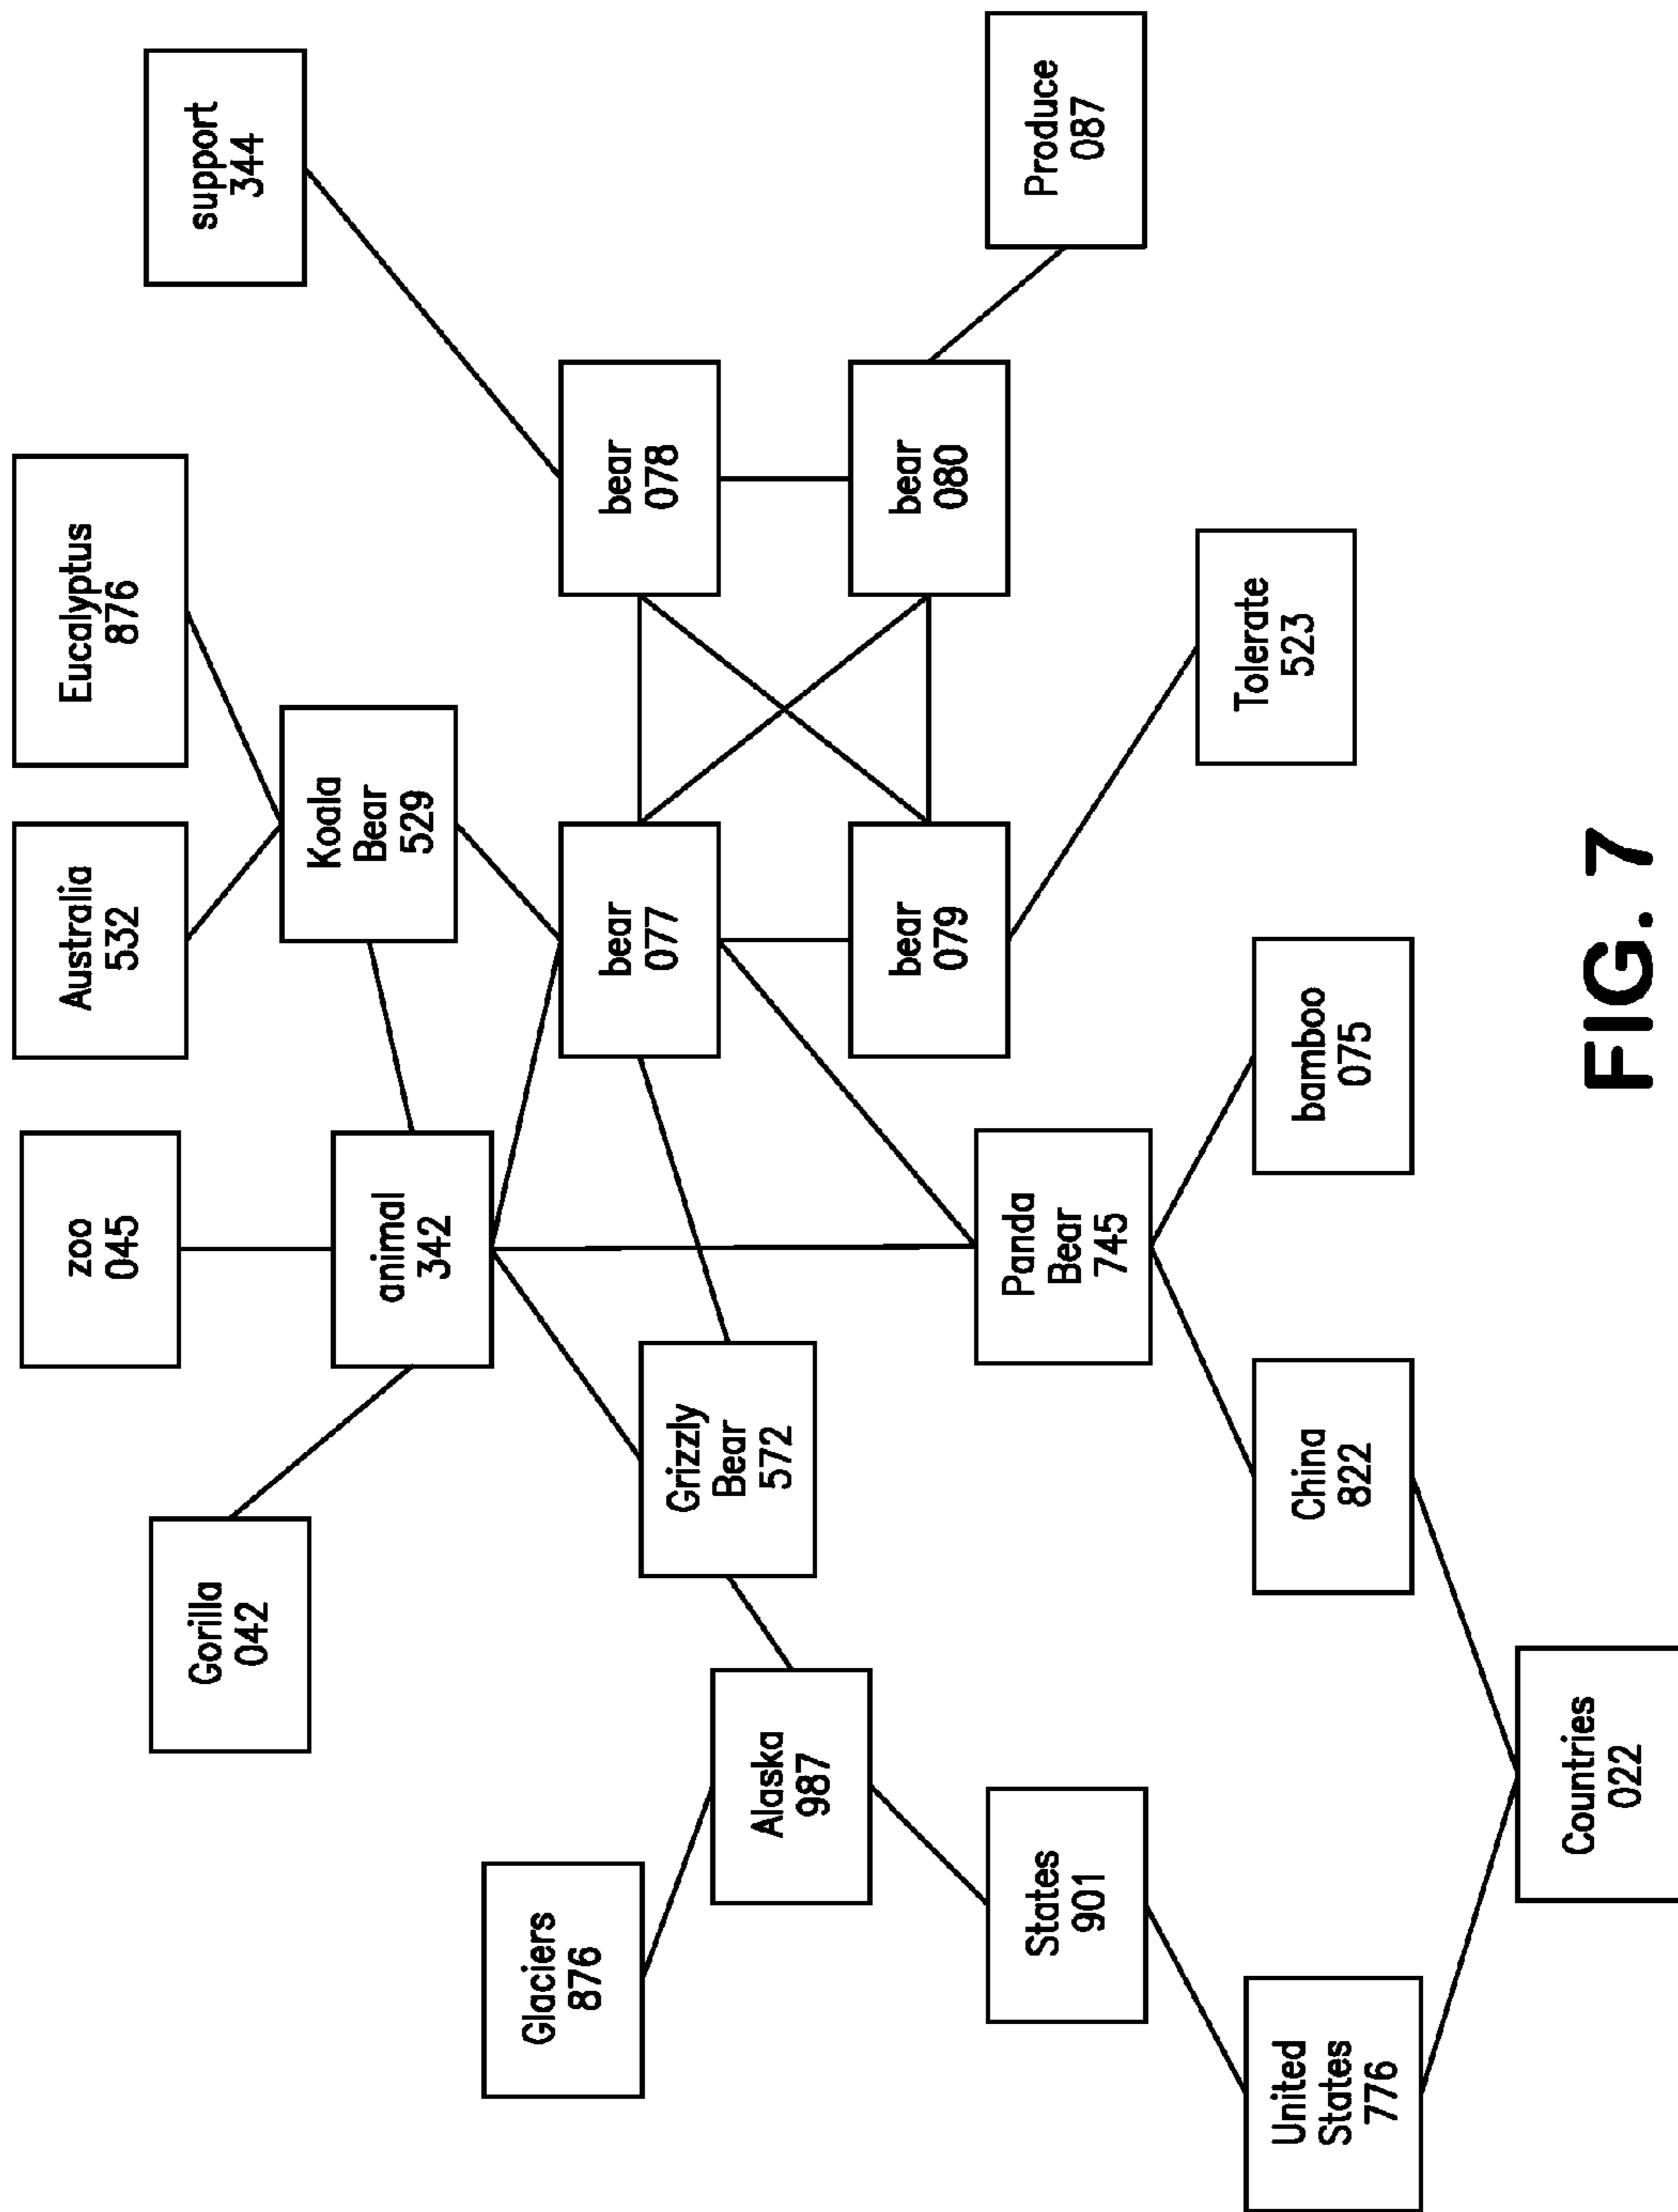 Gorilla
042
zoo
045
Australia
532
Eucalyptus
876
support
344
Glaciers
876
animal
342
Koala
Bear
529
Alaska
987
Grizzly
Bear
572
bear
077
bear
078
States
901
Panda
Bear
745
bear
079
bear
080
Produce
087
United
States
776
China
822
bamboo
075
Tolerate
523
Countries
022
FIG. 7